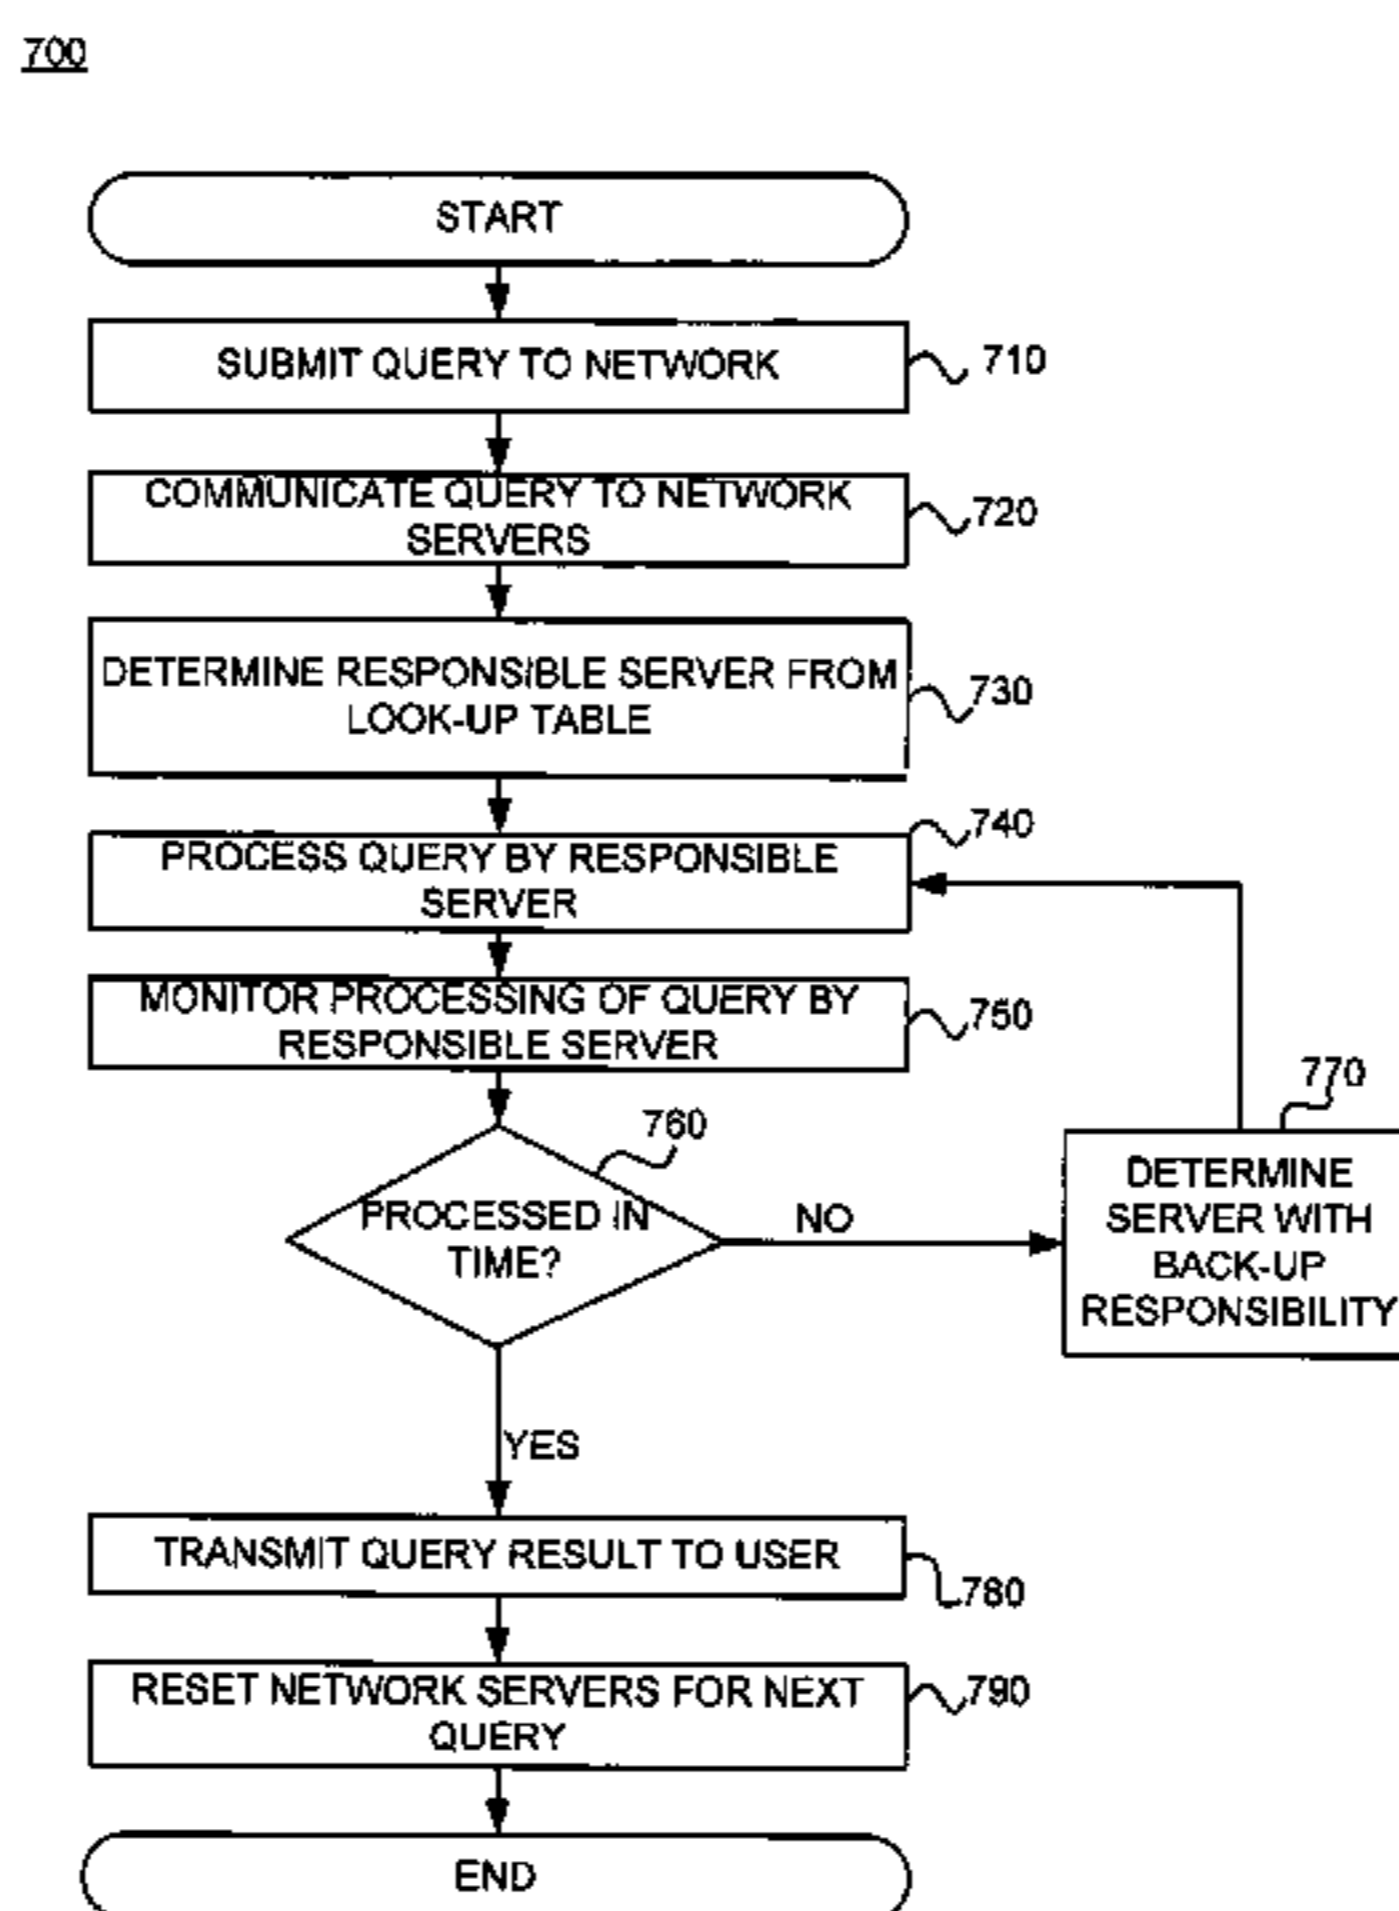 700
START
SUBMIT QUERY TO NETWORK
710
COMMUNICATE QUERY TO NETWORK
SERVERS
720
DETERMINE RESPONSIBLE SERVER FROM
LOOK-UP TABLE
730
740
PROCESS QUERY BY RESPONSIBLE
SERVER
MONITOR PROCESSING OF QUERY BY
RESPONSIBLE SERVER
750
760
PROCESSED IN
TIME?
NO
770
DETERMINE
SERVER WITH
BACK-UP
RESPONSIBILITY
YES
TRANSMIT QUERY RESULT TO USER
780
RESET NETWORK SERVERS FOR NEXT
QUERY
790
END